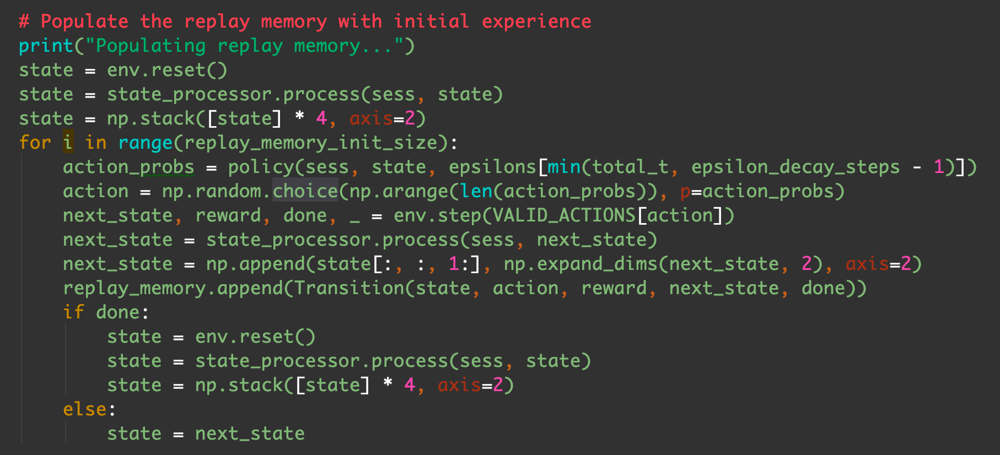 # Populate the replay memory with initial experience
print("Populating replay memory...")
state = env.reset()
state = state_processor.process(sess, state)
state = np.stack([state] * 4, axis=2)
for i in range(replay_memory_init_size):
    action_probs = policy(sess, state, epsilons[min(total_t, epsilon_decay_steps - 1)])
    action = np.random.choice(np.arange(len(action_probs)), p=action_probs)
    next_state, reward, done, _ = env.step(VALID_ACTIONS[action])
    next_state = state_processor.process(sess, next_state)
    next_state = np.append(state[:, :, 1:], np.expand_dims(next_state, 2), axis=2)
    replay_memory.append(Transition(state, action, reward, next_state, done))
    if done:
        state = env.reset()
        state = state_processor.process(sess, state)
        state = np.stack([state] * 4, axis=2)
    else:
        state = next_state